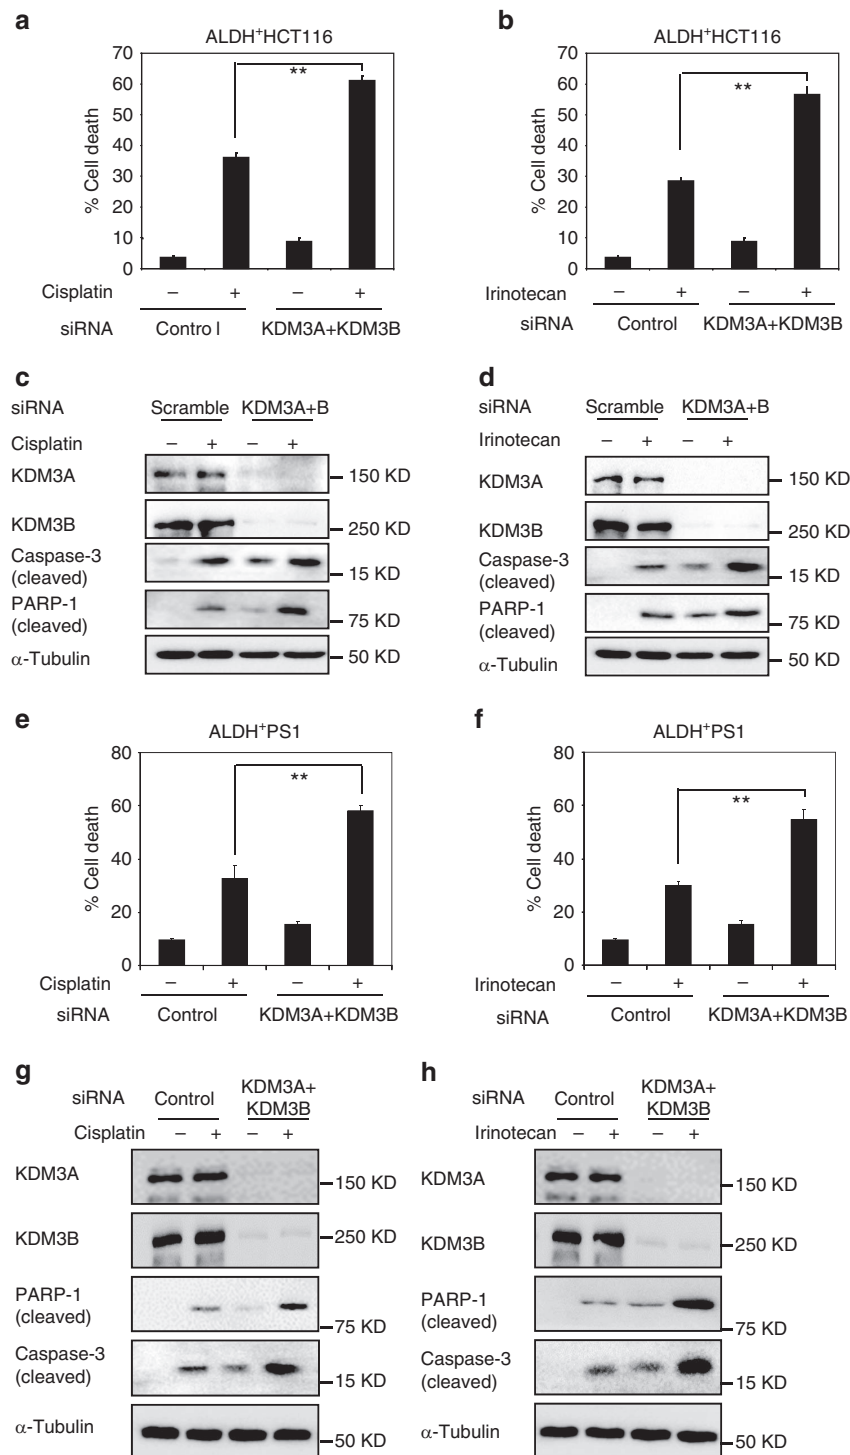 a
ALDH+HCT116
70
60
50
40
30
20
10
0
% Cell death
**
Cisplatin – + – +
siRNA Contro l KDM3A+KDM3B
b
ALDH+HCT116
70
60
50
40
30
20
10
0
% Cell death
**
Irinotecan – + – +
siRNA Control KDM3A+KDM3B
c
siRNA Scramble KDM3A+B
Cisplatin – + – +
KDM3A 150 KD
KDM3B 250 KD
Caspase-3
(cleaved) 15 KD
PARP-1
(cleaved) 75 KD
α-Tubulin 50 KD
d
siRNA Scramble KDM3A+B
Irinotecan – + – +
KDM3A 150 KD
KDM3B 250 KD
Caspase-3
(cleaved) 15 KD
PARP-1
(cleaved) 75 KD
α-Tubulin 50 KD
e
ALDH+PS1
80
60
40
20
0
% Cell death
**
Cisplatin – + – +
siRNA Control KDM3A+KDM3B
f
ALDH+PS1
80
60
40
20
0
% Cell death
**
Irinotecan – + – +
siRNA Control KDM3A+KDM3B
g
siRNA Control KDM3A+
KDM3B
Cisplatin – + – +
KDM3A 150 KD
KDM3B 250 KD
PARP-1
(cleaved) 75 KD
Caspase-3
(cleaved) 15 KD
α-Tubulin 50 KD
h
siRNA Control KDM3A+
KDM3B
Irinotecan – + – +
KDM3A 150 KD
KDM3B 250 KD
PARP-1
(cleaved) 75 KD
Caspase-3
(cleaved) 15 KD
α-Tubulin 50 KD